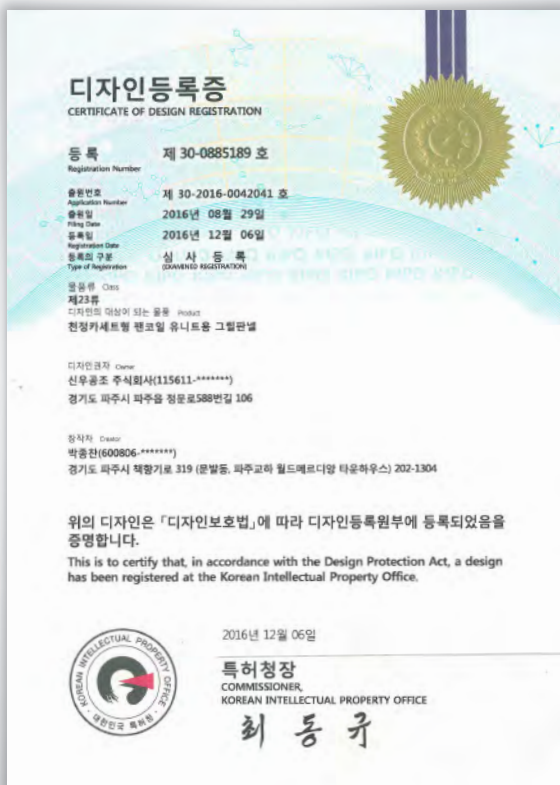 디자인등록증
CERTIFICATE OF DESIGN REGISTRATION
등록 제 30-0885189 호
Registration Number
출원번호 제 30-2016-0042041 호
Application Number
출원일 2016년 08월 29일
Filing Date
등록일 2016년 12월 06일
Registration Date
등록의 구분 심 사 등 록
Type of Registration (EXAMINED REGISTRATION)
물품류 Class
제23류
디자인의 대상이 되는 물품 Product
천정카세트형 팬코일 유니트용 그릴판넬
디자인권자 Owner
신우공조 주식회사(115611-*******)
경기도 파주시 파주읍 정문로588번길 106
창작자 Creator
박종찬(600806-*******)
경기도 파주시 책향기로 319 (문발동, 파주교하 월드메르디앙 타운하우스) 202-1304
위의 디자인은 「디자인보호법」에 따라 디자인등록원부에 등록되었음을
증명합니다.
This is to certify that, in accordance with the Design Protection Act, a design
has been registered at the Korean Intellectual Property Office.
2016년 12월 06일
특허청장
COMMISSIONER,
KOREAN INTELLECTUAL PROPERTY OFFICE
최동규
KOREAN INTELLECTUAL PROPERTY OFFICE
대한민국 특허청